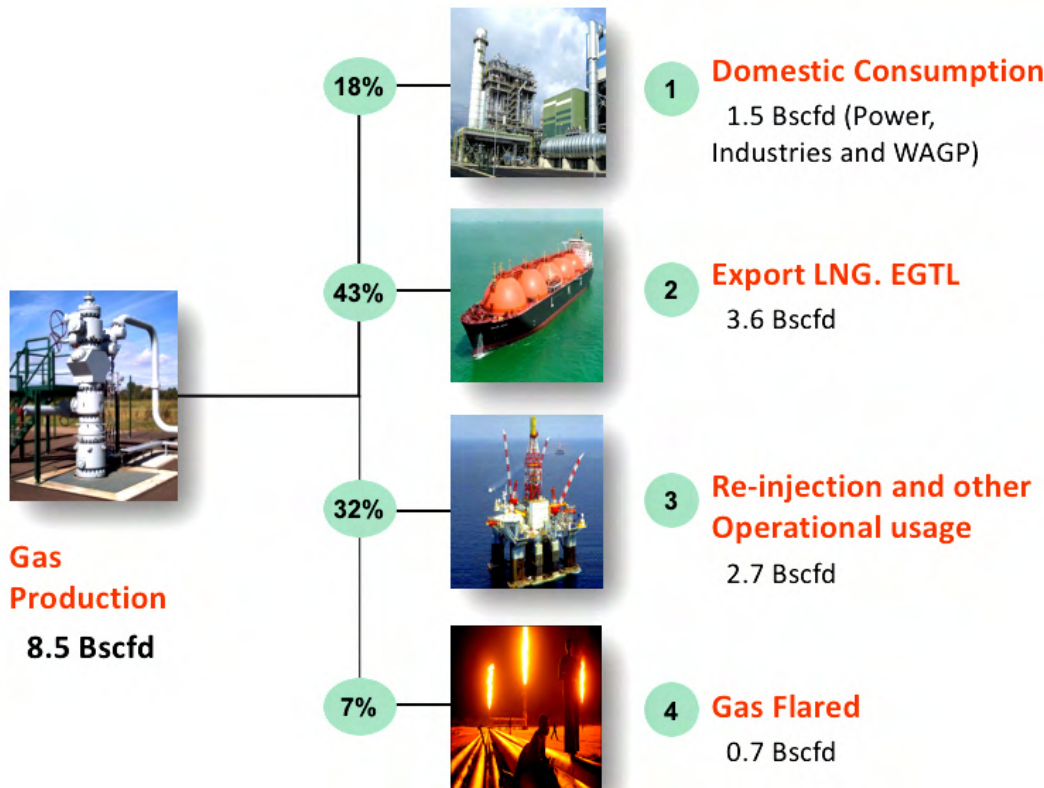 18%
1
Domestic Consumption
1.5 Bscfd (Power,
Industries and WAGP)
43%
2
Export LNG. EGTL
3.6 Bscfd
Gas
Production
8.5 Bscfd
32%
3
Re-injection and other
Operational usage
2.7 Bscfd
7%
4
Gas Flared
0.7 Bscfd